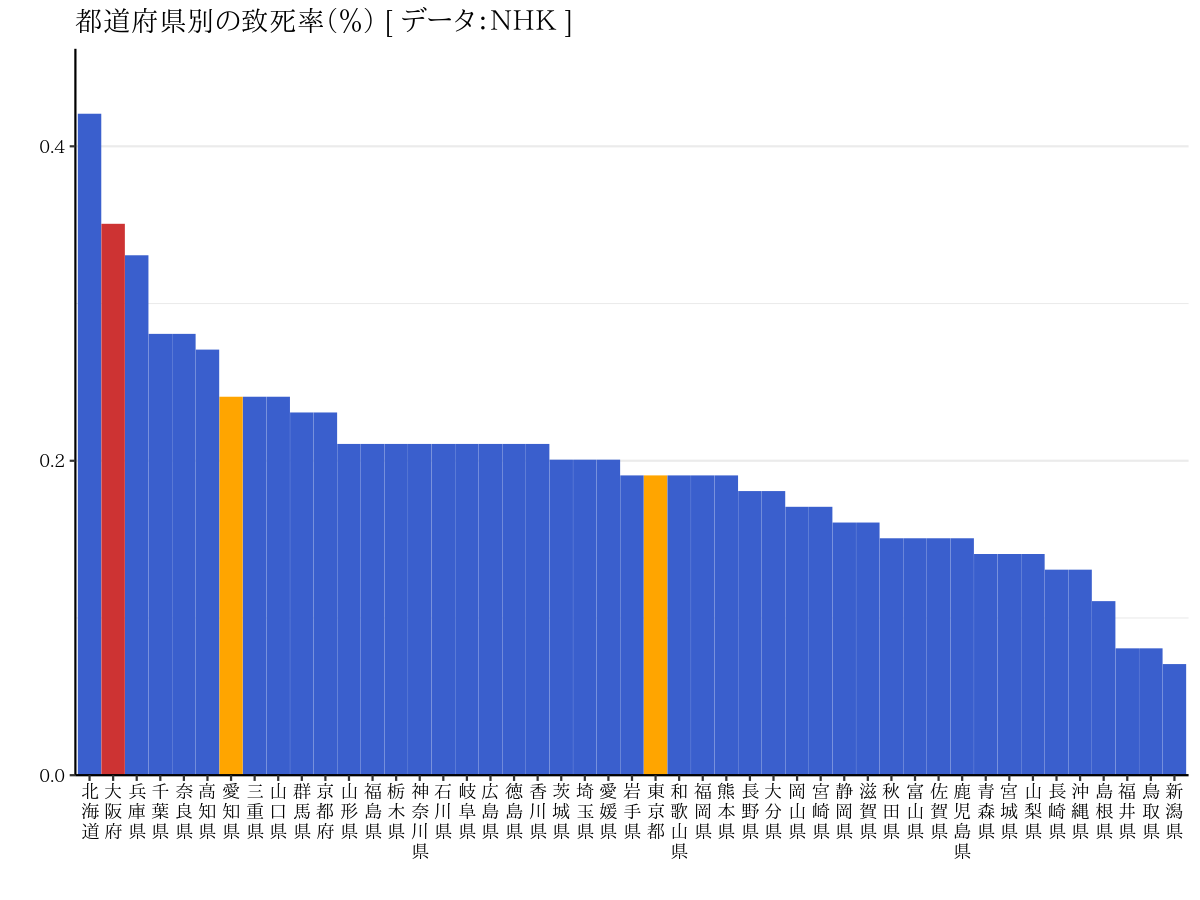 都道府県別の致死率(%) [ データ:NHK ]
0.4
0.2
0.0
北海道
大阪府
兵庫県
千葉県
奈良県
高知県
愛知県
三重県
山口県
群馬県
京都府
山形県
福島県
栃木県
神奈川県
石川県
岐阜県
広島県
徳島県
香川県
茨城県
埼玉県
愛媛県
岩手県
東京都
和歌山県
福岡県
熊本県
長野県
大分県
岡山県
宮崎県
静岡県
滋賀県
秋田県
富山県
佐賀県
鹿児島県
青森県
宮城県
山梨県
長崎県
沖縄県
島根県
福井県
鳥取県
新潟県